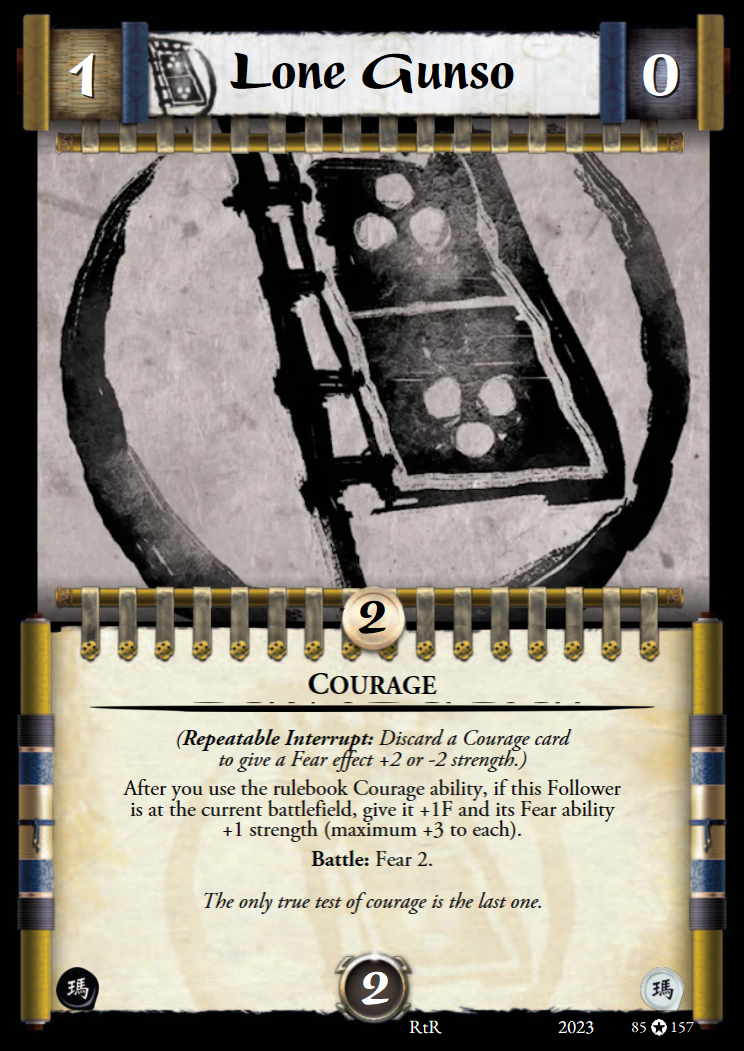 1
Lone Gunso
0
2
Courage
(Repeatable Interrupt: Discard a Courage card
to give a Fear effect +2 or -2 strength.)
After you use the rulebook Courage ability, if this Follower
is at the current battlefield, give it +1F and its Fear ability
+1 strength (maximum +3 to each).
Battle: Fear 2.
The only true test of courage is the last one.
瑪
2
瑪
RtR 2023 85 ✪ 157